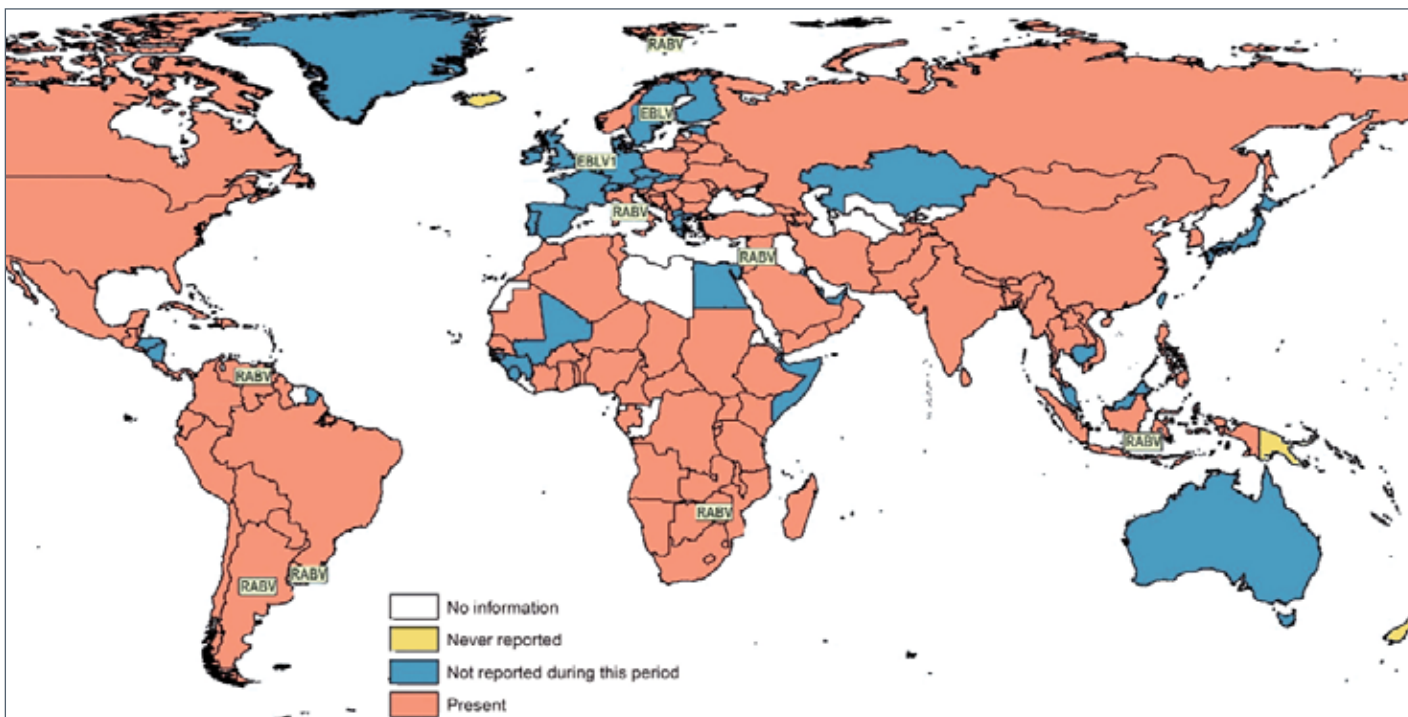 RABV
EBLV
EBLV1
RABV
RABV
RABV
RABV
RABV
RABV
RABV
No information
Never reported
Not reported during this period
Present